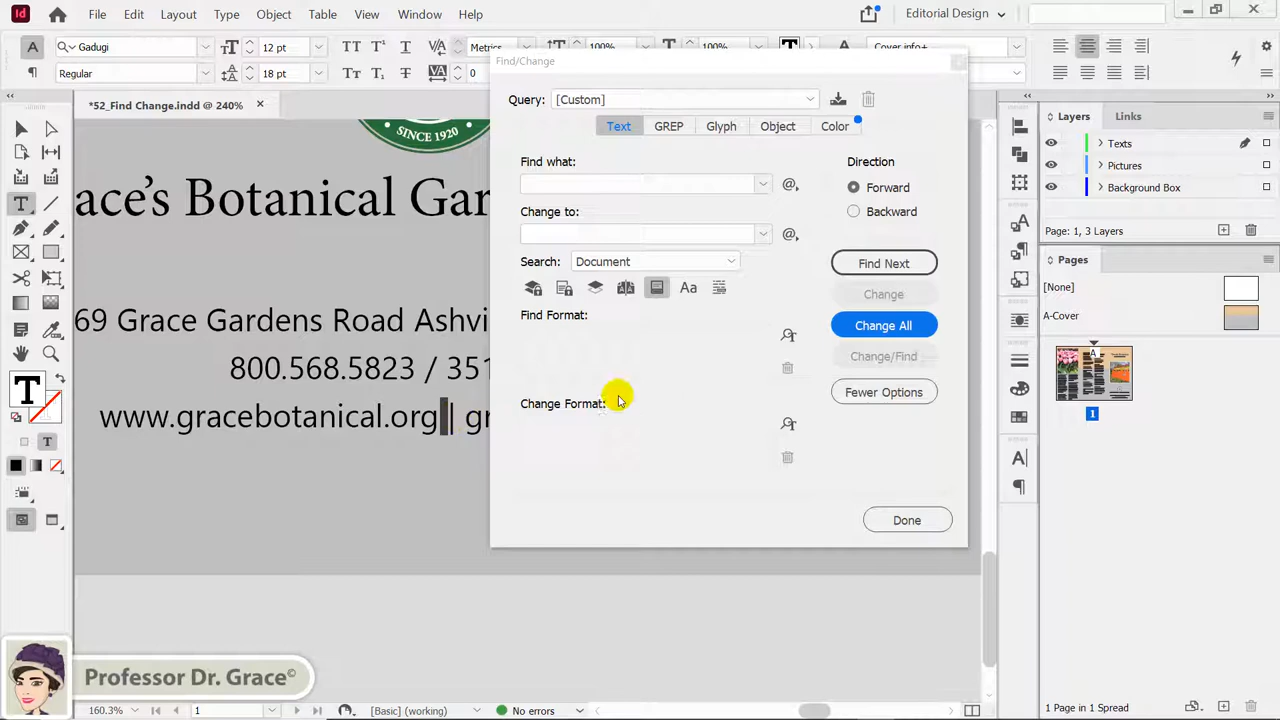 Id File Edit Layout Type Object Table View Window Help Editorial Design
Gadugi 12 pt Metrics 100% 100% Cover info+
Regular 18 pt 0
*52_Find Change.indd @ 240%
SINCE 1920
ace's Botanical Gar
69 Grace Gardens Road Ashvi
800.568.5823 / 351
www.gracebotanical.org | gr
Find/Change
Query: [Custom]
Text GREP Glyph Object Color
Find what:
Change to:
Search: Document
Find Format:
Change Format:
Direction
Forward
Backward
Find Next
Change
Change All
Change/Find
Fewer Options
Done
Layers Links
Texts
Pictures
Background Box
Page: 1, 3 Layers
Pages
[None]
A-Cover
A
1
1 Page in 1 Spread
Professor Dr. Grace©
160.3% 1 [Basic] (working) No errors